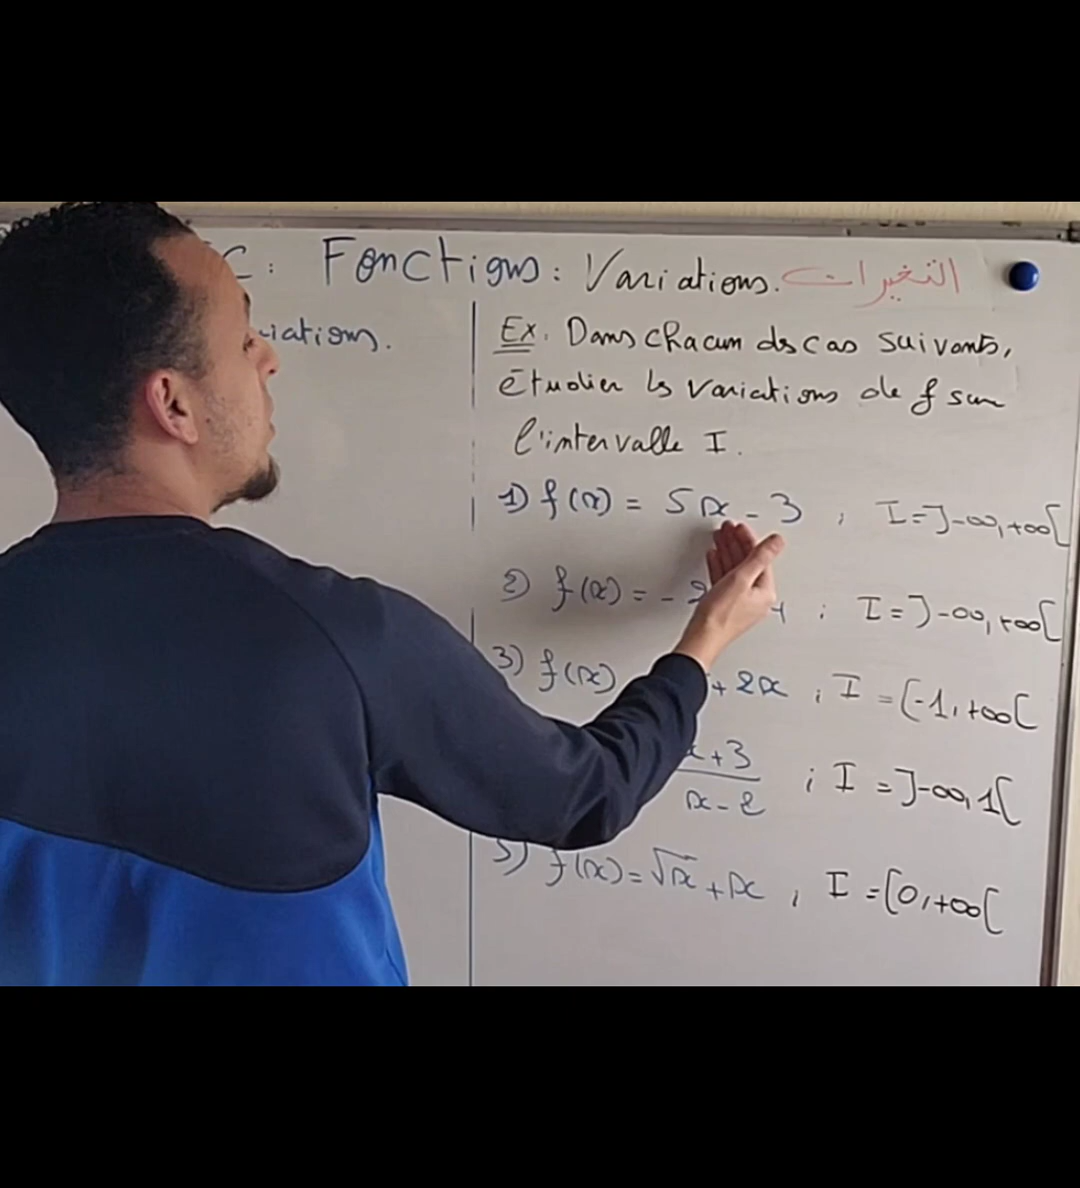 C: Fonctions: Variations. التغيرات
iations.
Ex. Dans chacun des cas suivants,
étudier les variations de f sur
l'intervalle I.
1) f(x) = 5x - 3 ; I = ]-∞, +∞[
2) f(x) = - ; I = ]-∞, +∞[
3) f(x) + 2x ; I = [-1, +∞[
x+3
x-2 ; I = ]-∞, 1[
5) f(x) = √x + x , I = [0, +∞[